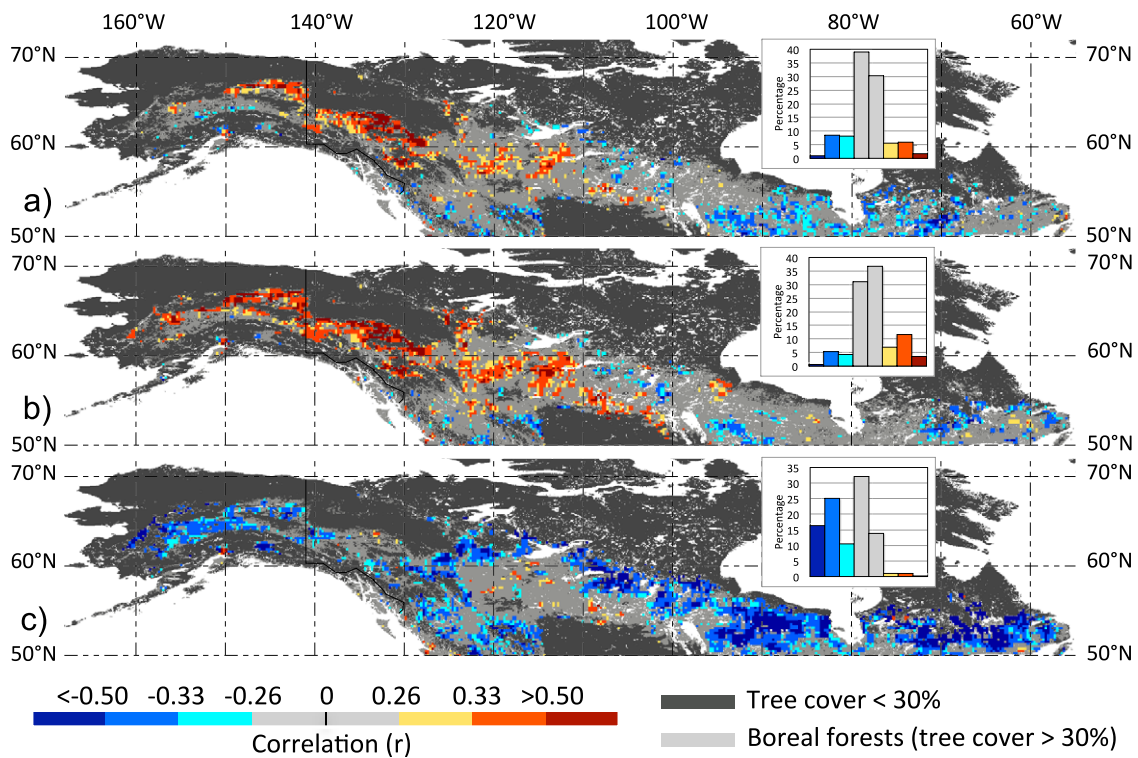 160°W 140°W 120°W 100°W 80°W 60°W
70°N 70°N
60°N 60°N
a)
50°N 50°N
Percentage
40
35
30
25
20
15
10
5
0
70°N 70°N
60°N 60°N
b)
50°N 50°N
Percentage
40
35
30
25
20
15
10
5
0
70°N 70°N
60°N 60°N
c)
50°N 50°N
Percentage
35
30
25
20
15
10
5
0
<-0.50 -0.33 -0.26 0 0.26 0.33 >0.50
Correlation (r)
Tree cover < 30%
Boreal forests (tree cover > 30%)